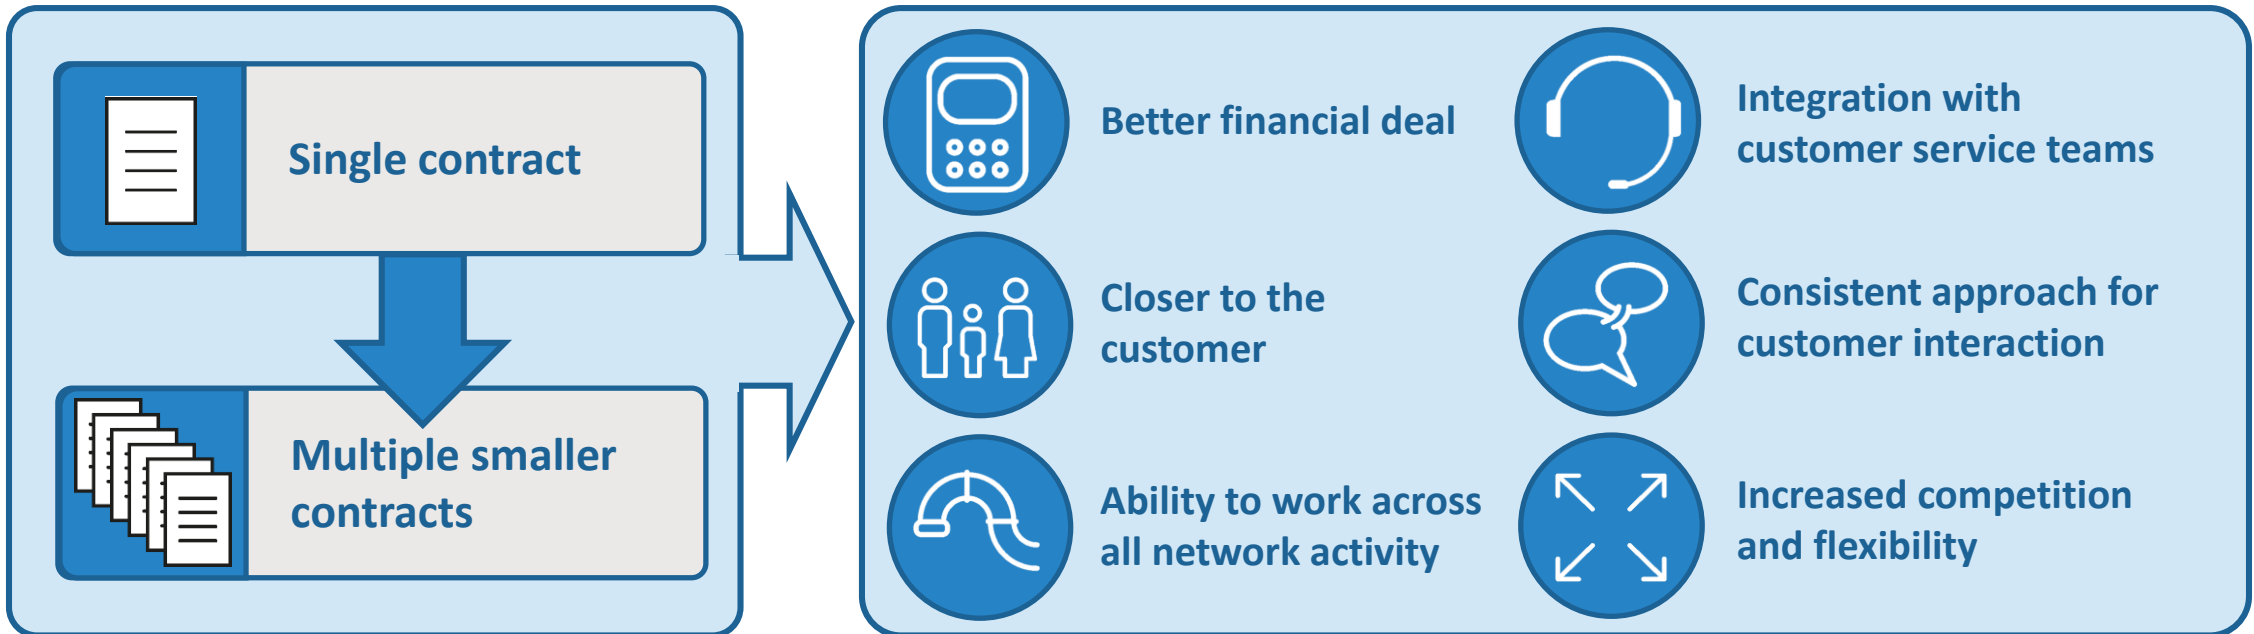 Single contract
Multiple smaller
contracts
Better financial deal
Closer to the
customer
Ability to work across
all network activity
Integration with
customer service teams
Consistent approach for
customer interaction
Increased competition
and flexibility